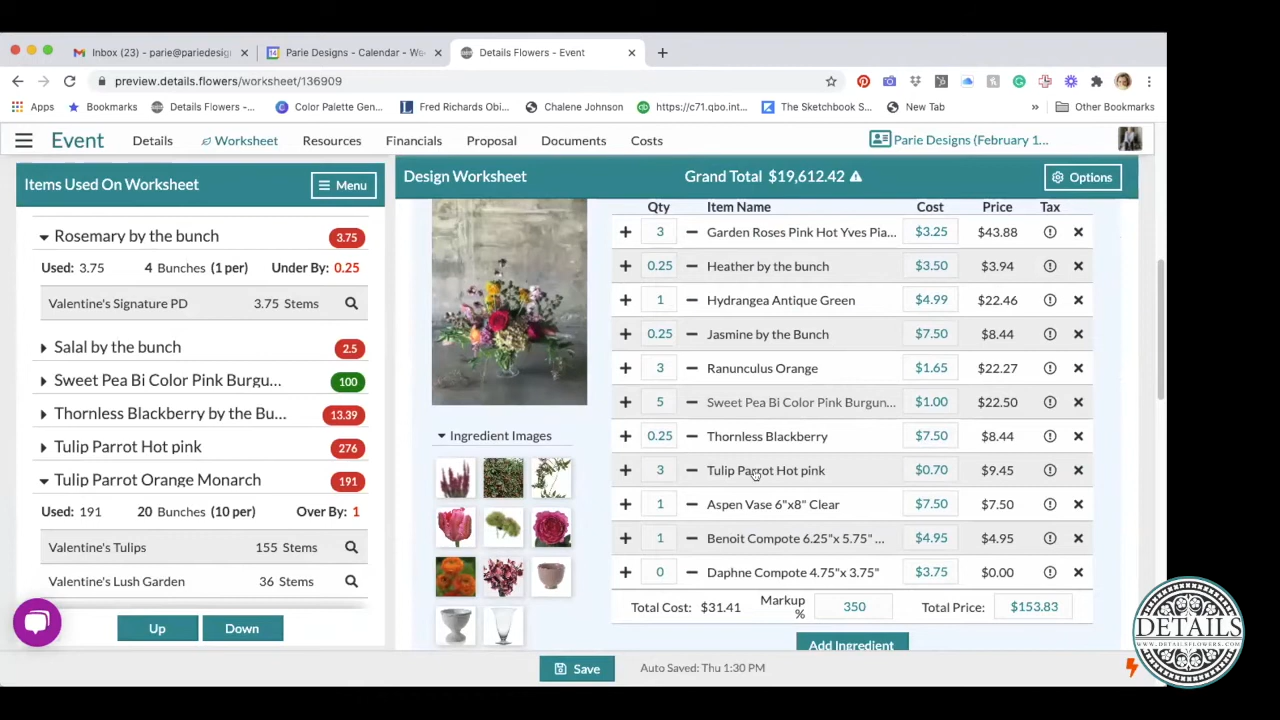 Inbox (23) - parie@pariedesig
Parie Designs - Calendar - We
Details Flowers - Event
preview.details.flowers/worksheet/136909
Apps
Bookmarks
Details Flowers -...
Color Palette Gen...
Fred Richards Obi...
Chalene Johnson
https://c71.qbo.int...
The Sketchbook S...
New Tab
»
Other Bookmarks
Event
Details
Worksheet
Resources
Financials
Proposal
Documents
Costs
Parie Designs (February 1...
Items Used On Worksheet
Menu
Rosemary by the bunch 3.75
Used: 3.75 4 Bunches (1 per) Under By: 0.25
Valentine's Signature PD 3.75 Stems
Salal by the bunch 2.5
Sweet Pea Bi Color Pink Burgu... 100
Thornless Blackberry by the Bu... 13.39
Tulip Parrot Hot pink 276
Tulip Parrot Orange Monarch 191
Used: 191 20 Bunches (10 per) Over By: 1
Valentine's Tulips 155 Stems
Valentine's Lush Garden 36 Stems
Up
Down
Design Worksheet Grand Total $19,612.42
Options
Ingredient Images
Qty Item Name Cost Price Tax
3 Garden Roses Pink Hot Yves Pia... $3.25 $43.88
0.25 Heather by the bunch $3.50 $3.94
1 Hydrangea Antique Green $4.99 $22.46
0.25 Jasmine by the Bunch $7.50 $8.44
3 Ranunculus Orange $1.65 $22.27
5 Sweet Pea Bi Color Pink Burgun... $1.00 $22.50
0.25 Thornless Blackberry $7.50 $8.44
3 Tulip Parrot Hot pink $0.70 $9.45
1 Aspen Vase 6"x8" Clear $7.50 $7.50
1 Benoit Compote 6.25"x 5.75" ... $4.95 $4.95
0 Daphne Compote 4.75"x 3.75" $3.75 $0.00
Total Cost: $31.41 Markup % 350 Total Price: $153.83
Add Ingredient
Save
Auto Saved: Thu 1:30 PM
DETAILS
WWW.DETAILSFLOWERS.COM